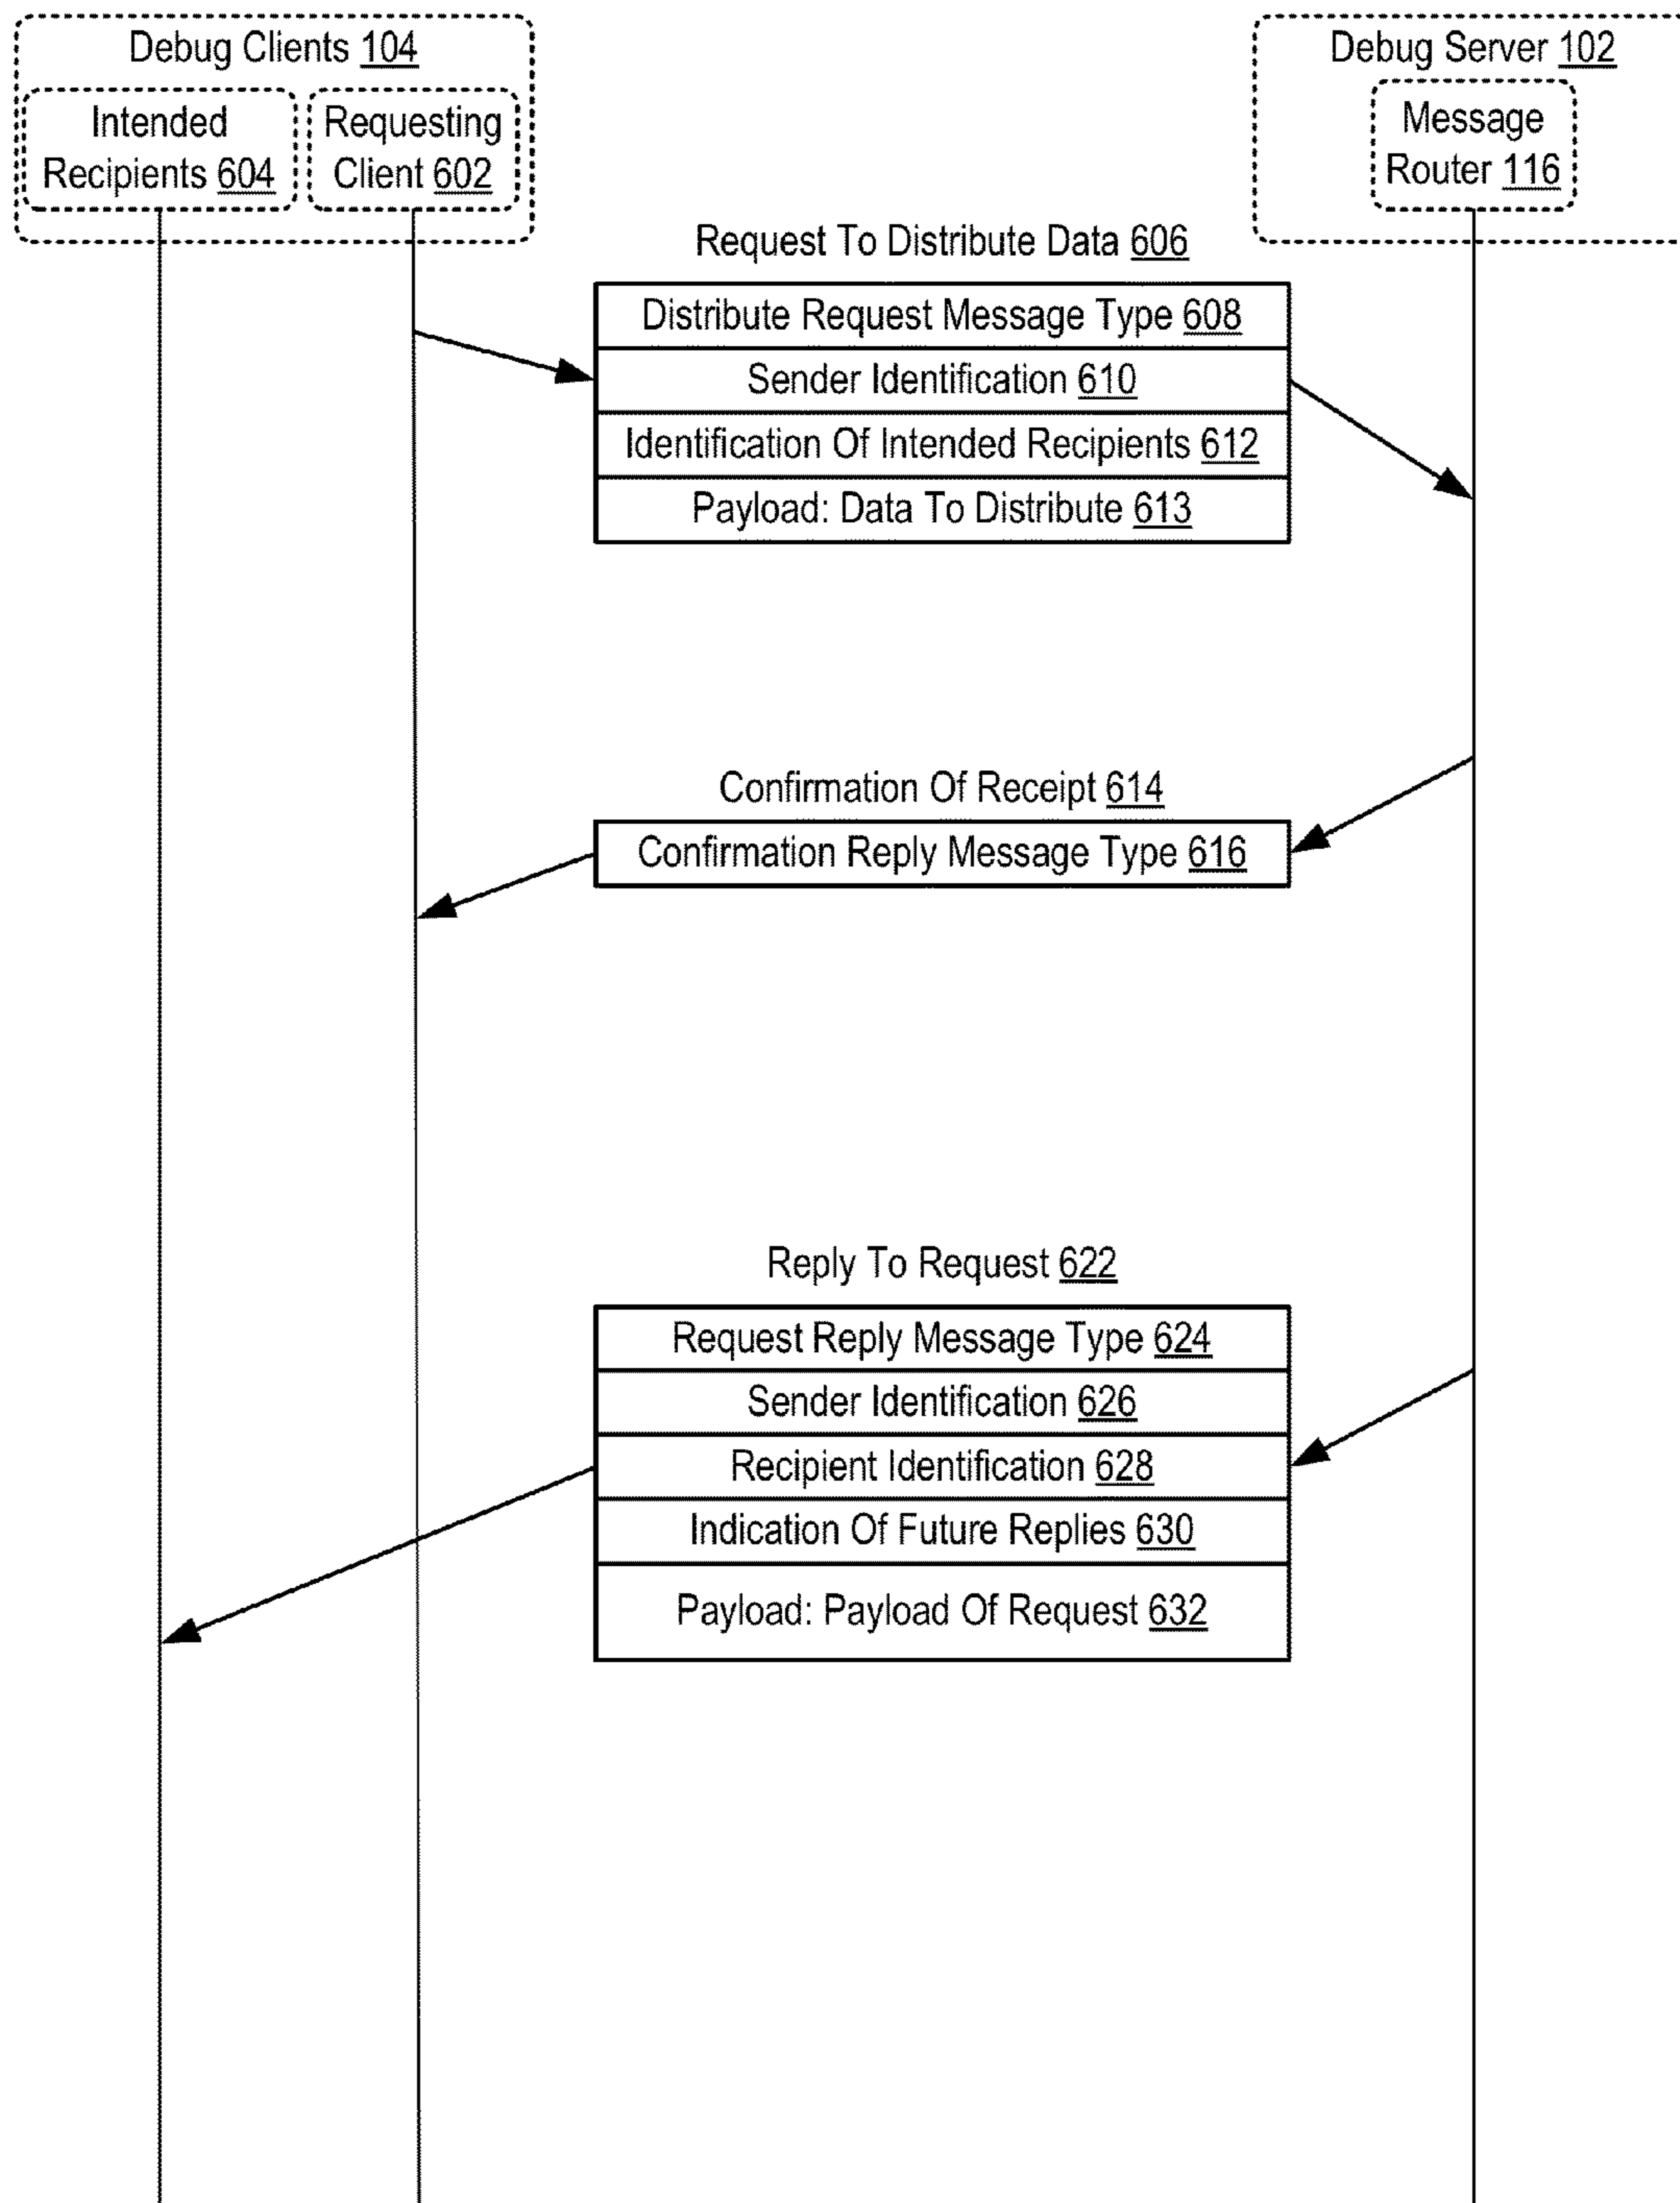 Debug Clients 104
Intended
Recipients 604
Requesting
Client 602
Debug Server 102
Message
Router 116
Request To Distribute Data 606
Distribute Request Message Type 608
Sender Identification 610
Identification Of Intended Recipients 612
Payload: Data To Distribute 613
Confirmation Of Receipt 614
Confirmation Reply Message Type 616
Reply To Request 622
Request Reply Message Type 624
Sender Identification 626
Recipient Identification 628
Indication Of Future Replies 630
Payload: Payload Of Request 632